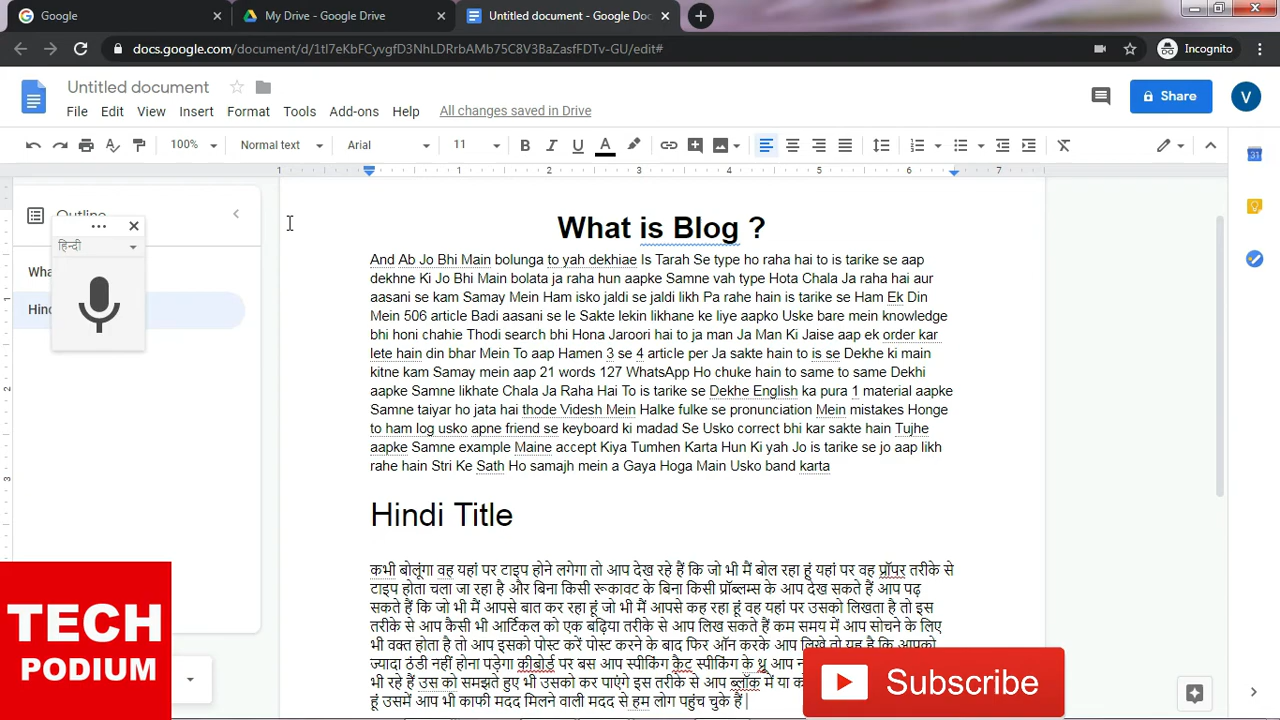 Google
My Drive - Google Drive
Untitled document - Google Doc
docs.google.com/document/d/1tI7eKbFCyvgfD3NhLDRrbAMb75C8V3BaZasfFDTv-GU/edit#
Incognito
Untitled document
File Edit View Insert Format Tools Add-ons Help All changes saved in Drive
Share
V
100% Normal text Arial 11
1 1 2 3 4 5 6 7
Outline
हिन्दी
Wha
Hind
What is Blog ?
And Ab Jo Bhi Main bolunga to yah dekhiae Is Tarah Se type ho raha hai to is tarike se aap
dekhne Ki Jo Bhi Main bolata ja raha hun aapke Samne vah type Hota Chala Ja raha hai aur
aasani se kam Samay Mein Ham isko jaldi se jaldi likh Pa rahe hain is tarike se Ham Ek Din
Mein 506 article Badi aasani se le Sakte lekin likhane ke liye aapko Uske bare mein knowledge
bhi honi chahie Thodi search bhi Hona Jaroori hai to ja man Ja Man Ki Jaise aap ek order kar
lete hain din bhar Mein To aap Hamen 3 se 4 article per Ja sakte hain to is se Dekhe ki main
kitne kam Samay mein aap 21 words 127 WhatsApp Ho chuke hain to same to same Dekhi
aapke Samne likhate Chala Ja Raha Hai To is tarike se Dekhe English ka pura 1 material aapke
Samne taiyar ho jata hai thode Videsh Mein Halke fulke se pronunciation Mein mistakes Honge
to ham log usko apne friend se keyboard ki madad Se Usko correct bhi kar sakte hain Tujhe
aapke Samne example Maine accept Kiya Tumhen Karta Hun Ki yah Jo is tarike se jo aap likh
rahe hain Stri Ke Sath Ho samajh mein a Gaya Hoga Main Usko band karta
Hindi Title
कभी बोलूंगा वह यहां पर टाइप होने लगेगा तो आप देख रहे हैं कि जो भी मैं बोल रहा हूं यहां पर वह प्रॉपर तरीके से
टाइप होता चला जा रहा है और बिना किसी रूकावट के बिना किसी प्रॉब्लम्स के आप देख सकते हैं आप पढ़
सकते हैं कि जो भी मैं आपसे बात कर रहा हूं जो भी मैं आपसे कह रहा हूं वह यहां पर उसको लिखता है तो इस
तरीके से आप कैसी भी आर्टिकल को एक बढ़िया तरीके से आप लिख सकते हैं कम समय में आप सोचने के लिए
भी वक्त होता है तो आप इसको पोस्ट करें पोस्ट करने के बाद फिर ऑन करके आप लिखे तो यह है कि आपको
ज्यादा ठंडी नहीं होना पड़ेगा कीबोर्ड पर बस आप स्पीकिंग कैट स्पीकिंग के थ्रू आप
भी रहे हैं उस को समझते हुए भी उसको कर पाएंगे इस तरीके से आप ब्लॉक में या
हूं उसमें आप भी काफी मदद मिलने वाली मदद से हम लोग पहुंच चुके हैं
TECH
PODIUM
Subscribe